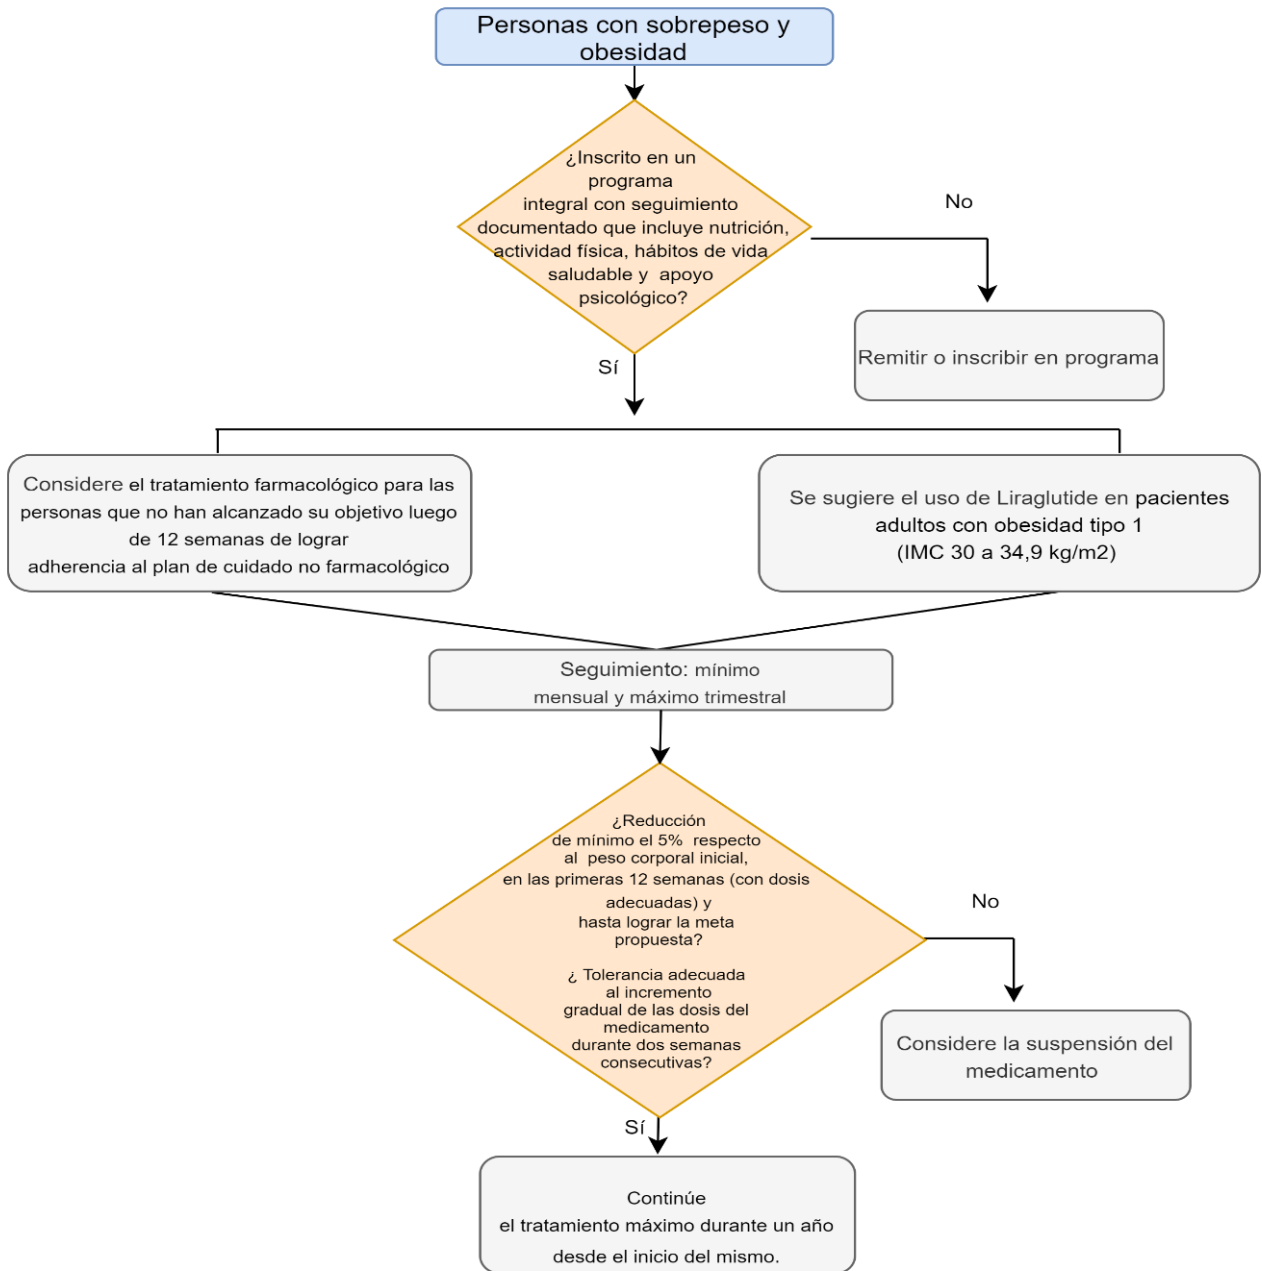 Personas con sobrepeso y
obesidad
¿Inscrito en un
programa
integral con seguimiento
documentado que incluye nutrición,
actividad física, hábitos de vida
saludable y apoyo
psicológico?
No
Remitir o inscribir en programa
Sí
Considere el tratamiento farmacológico para las
personas que no han alcanzado su objetivo luego
de 12 semanas de lograr
adherencia al plan de cuidado no farmacológico
Se sugiere el uso de Liraglutide en pacientes
adultos con obesidad tipo 1
(IMC 30 a 34,9 kg/m2)
Seguimiento: mínimo
mensual y máximo trimestral
¿Reducción
de mínimo el 5% respecto
al peso corporal inicial,
en las primeras 12 semanas (con dosis
adecuadas) y
hasta lograr la meta
propuesta?
¿ Tolerancia adecuada
al incremento
gradual de las dosis del
medicamento
durante dos semanas
consecutivas?
No
Considere la suspensión del
medicamento
Sí
Continúe
el tratamiento máximo durante un año
desde el inicio del mismo.